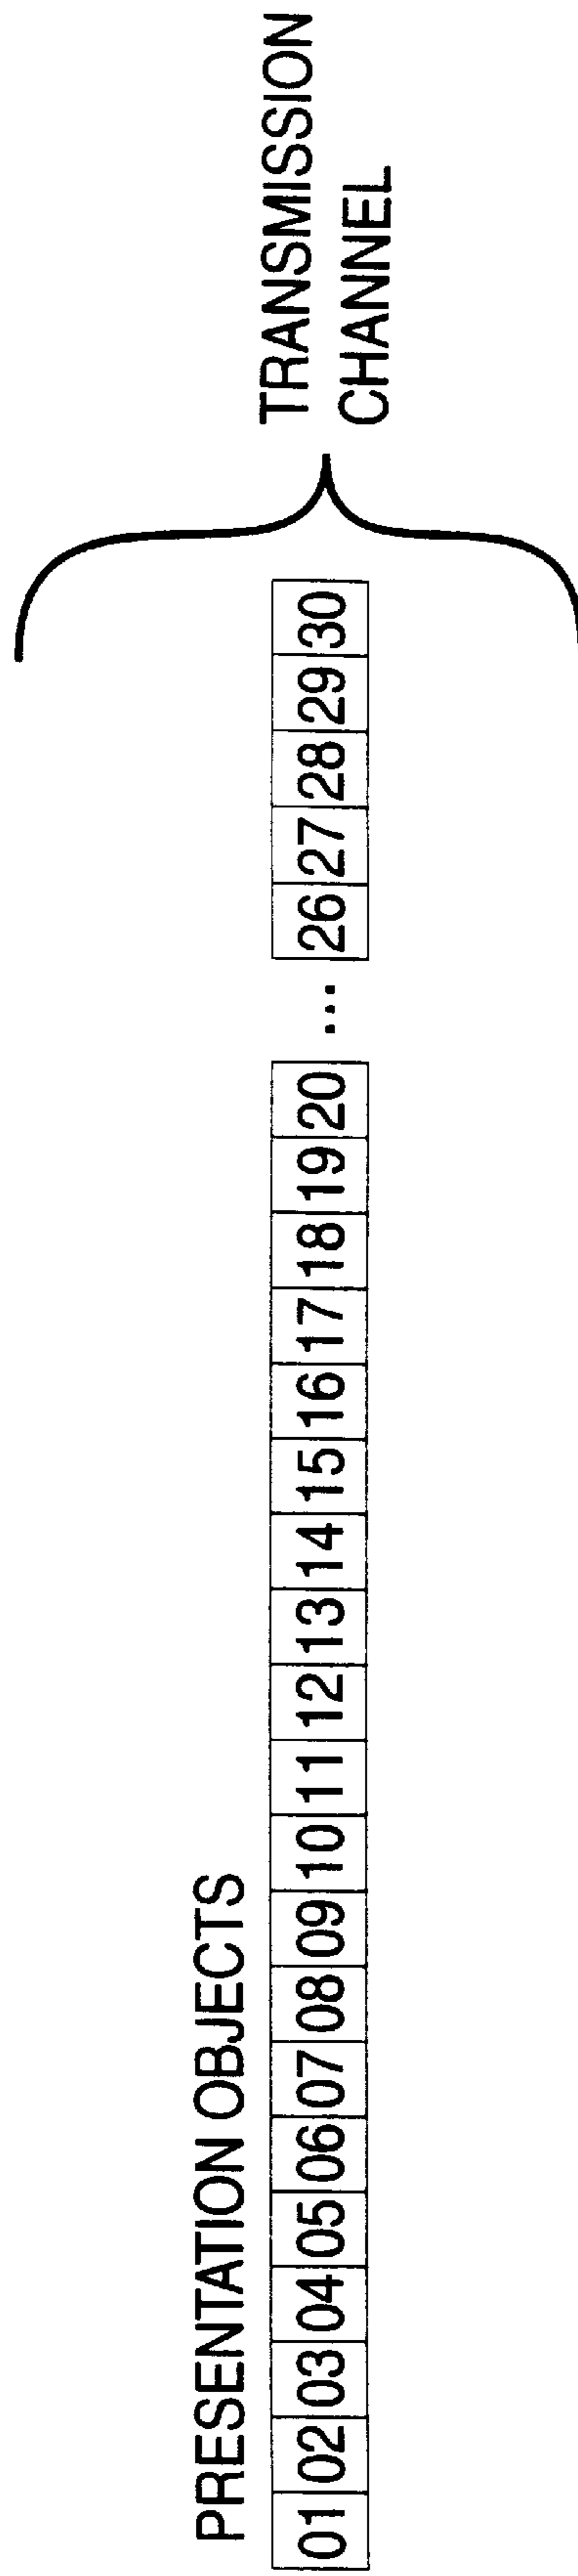 PRESENTATION OBJECTS
01 02 03 04 05 06 07 08 09 10 11 12 13 14 15 16 17 18 19 20 ... 26 27 28 29 30
TRANSMISSION
CHANNEL